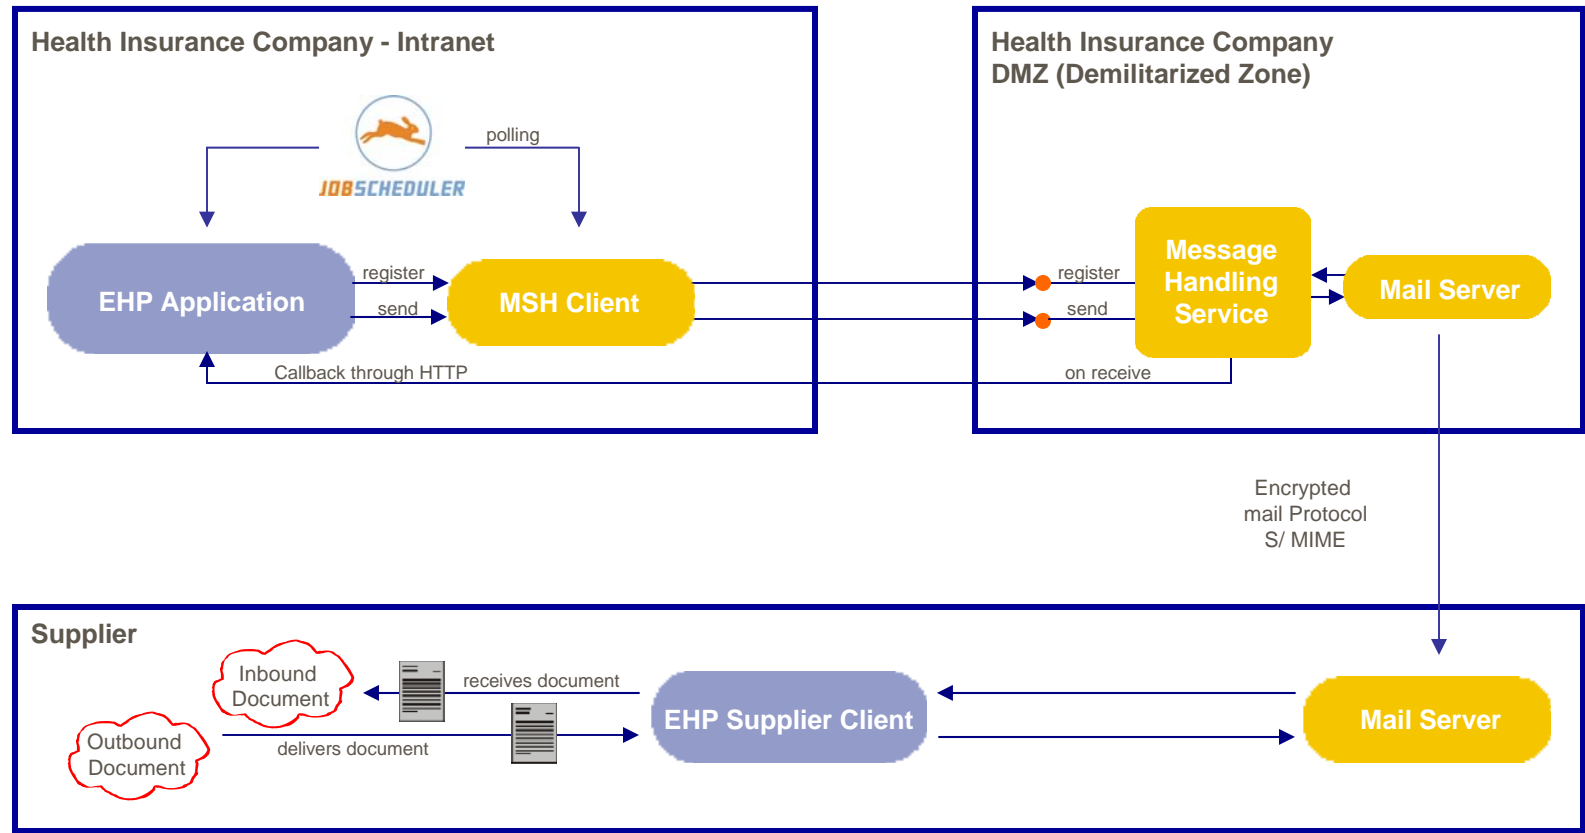 Health Insurance Company - Intranet
polling
JOBSCHEDULER
EHP Application
register
send
MSH Client
Callback through HTTP
Health Insurance Company
DMZ (Demilitarized Zone)
register
send
on receive
Message
Handling
Service
Mail Server
Encrypted
mail Protocol
S/ MIME
Supplier
Inbound
Document
receives document
Outbound
Document
delivers document
EHP Supplier Client
Mail Server